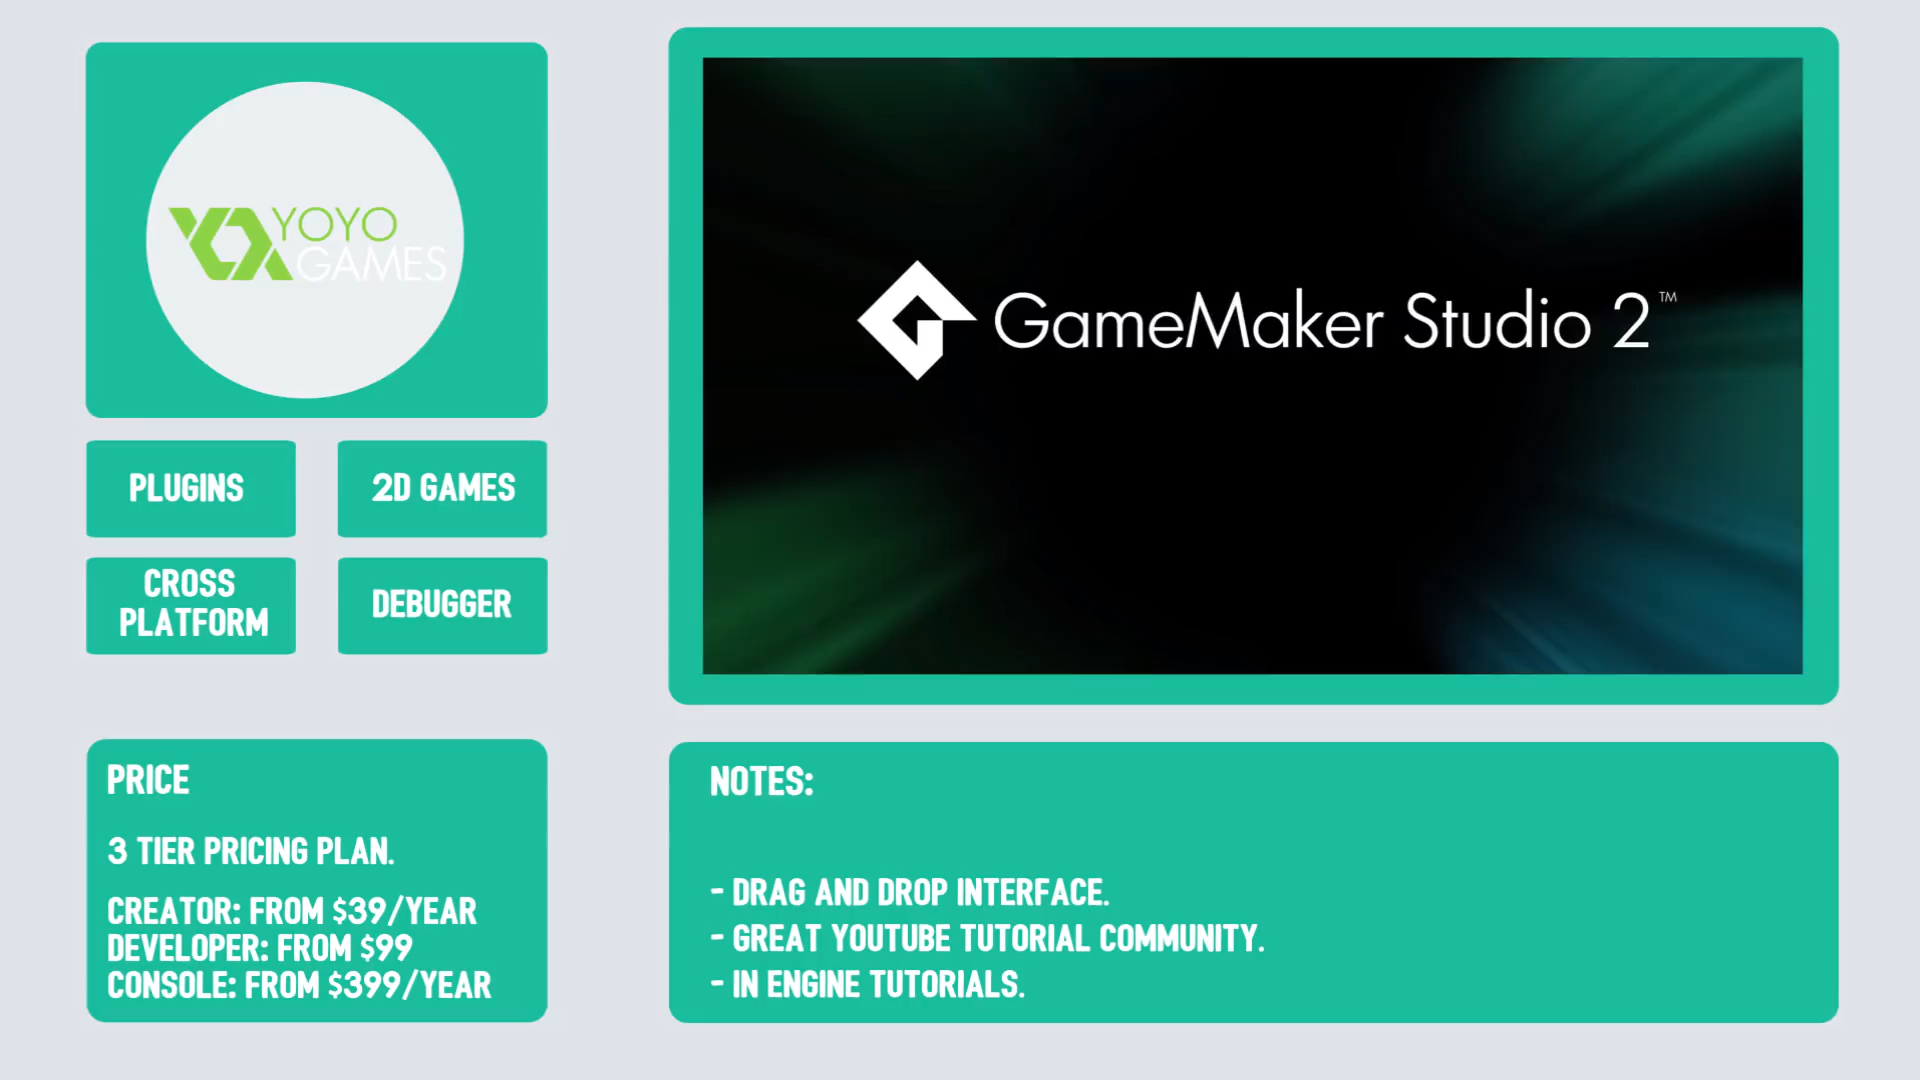 YOYO
GAMES
PLUGINS
2D GAMES
CROSS
PLATFORM
DEBUGGER
GameMaker Studio 2™
PRICE
3 TIER PRICING PLAN.
CREATOR: FROM $39/YEAR
DEVELOPER: FROM $99
CONSOLE: FROM $399/YEAR
NOTES:
- DRAG AND DROP INTERFACE.
- GREAT YOUTUBE TUTORIAL COMMUNITY.
- IN ENGINE TUTORIALS.